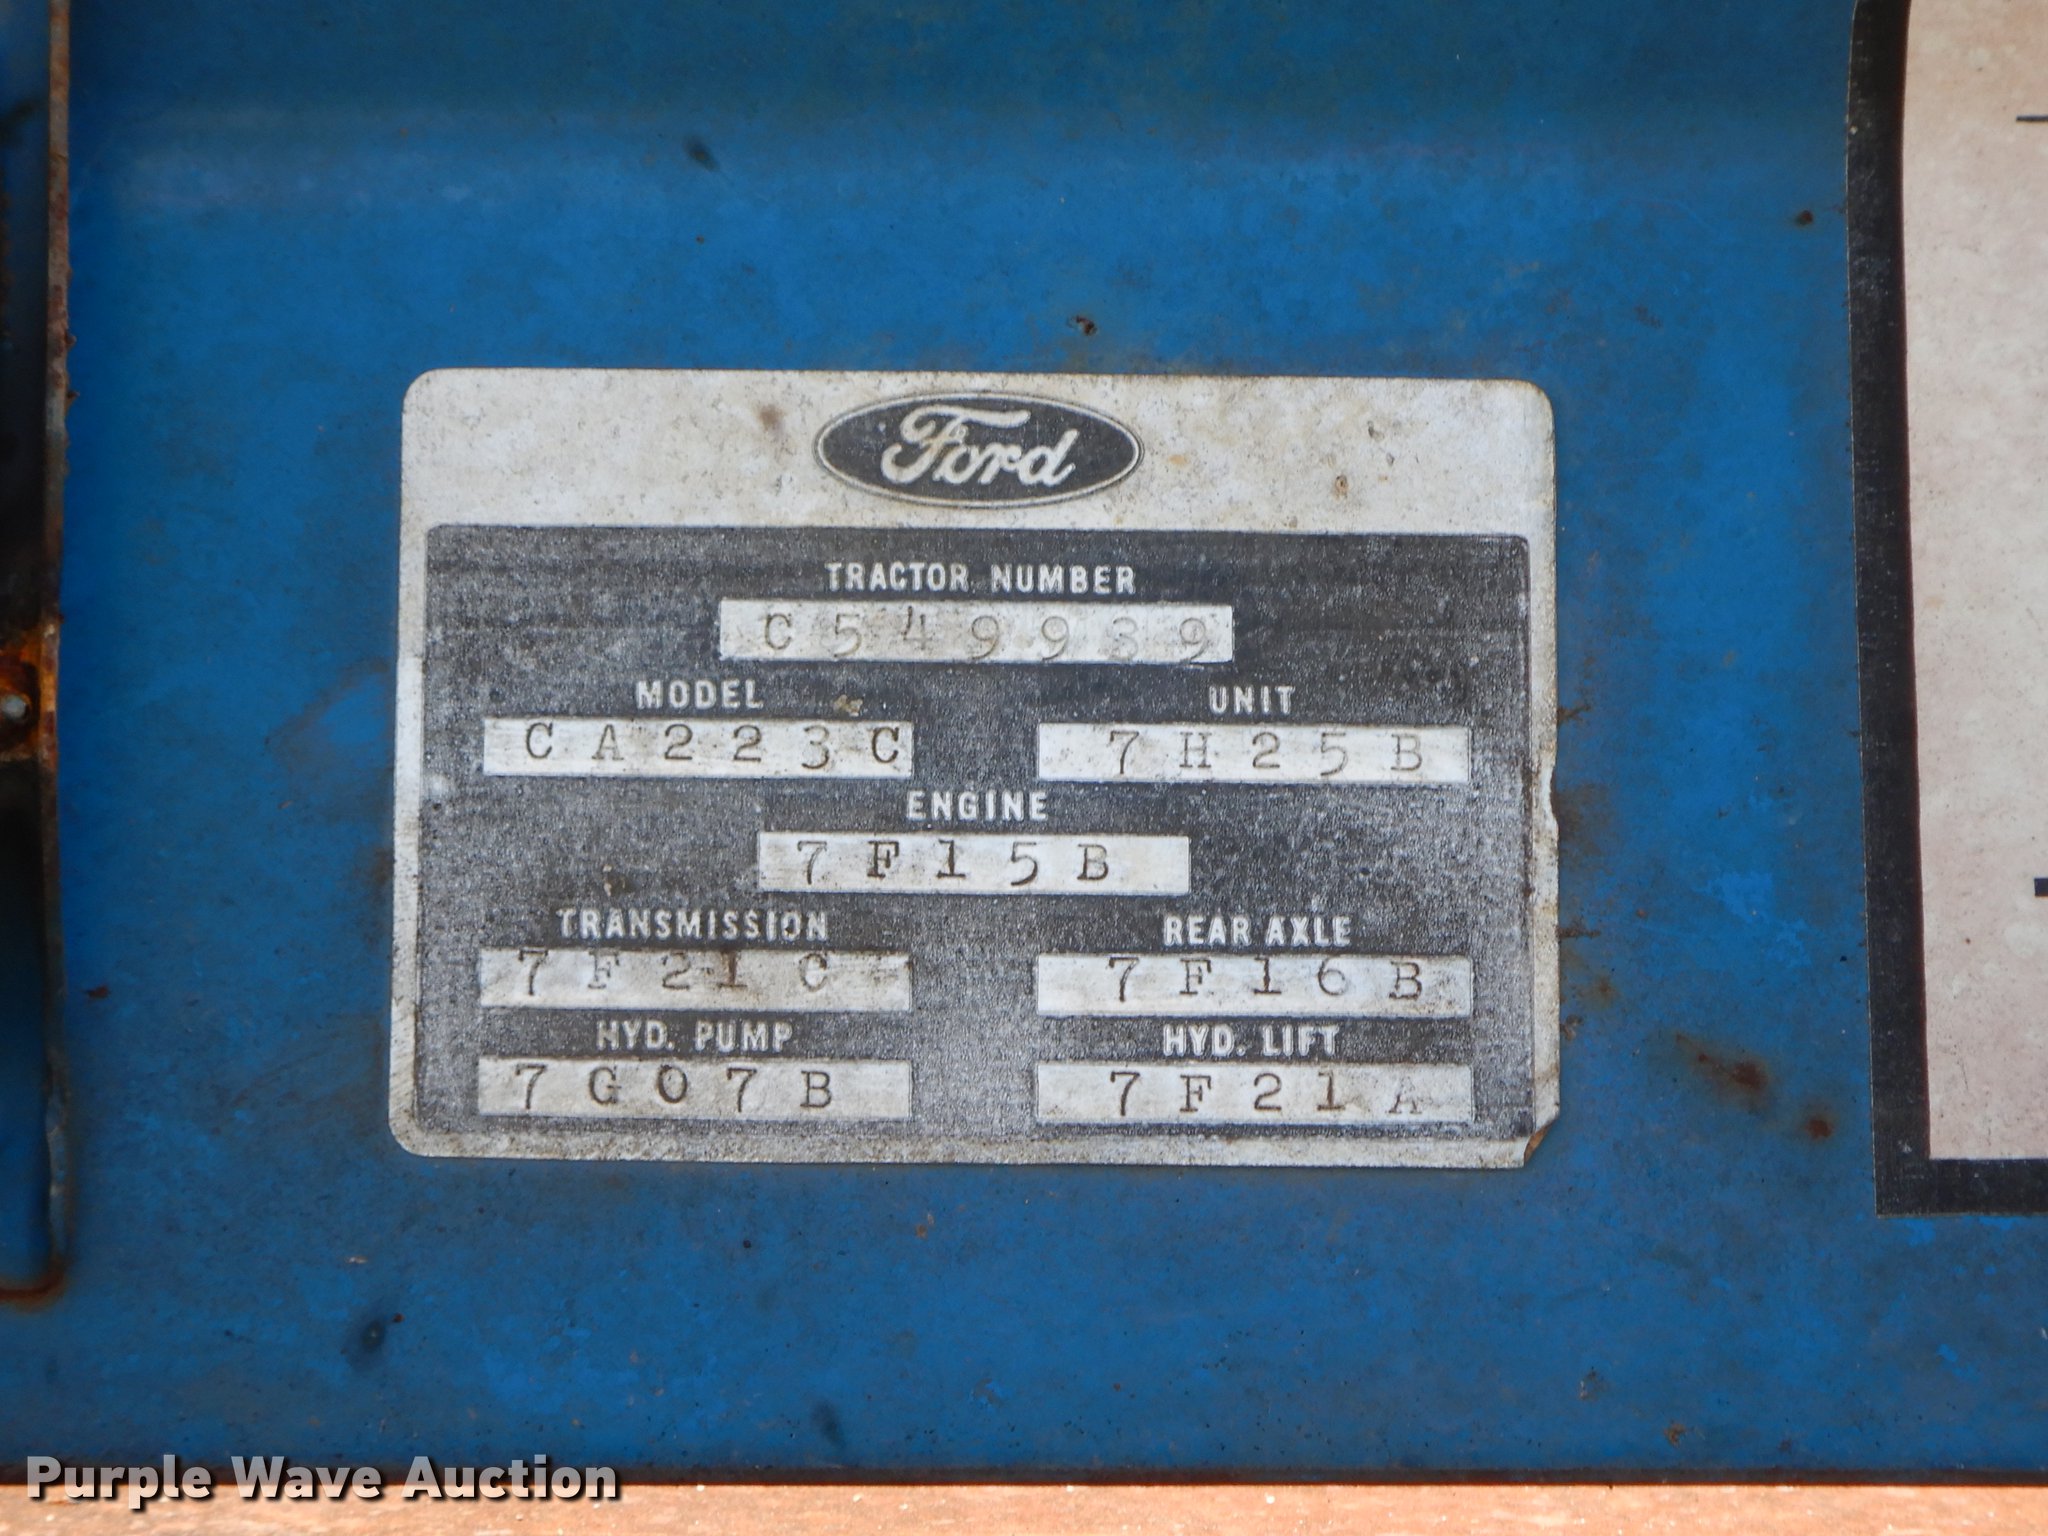 Ford
TRACTOR NUMBER
C549939
MODEL UNIT
CA223C 7H25B
ENGINE
7F15B
TRANSMISSION REAR AXLE
7F21C 7F16B
HYD. PUMP HYD. LIFT
7G07B 7F21A
Purple Wave Auction